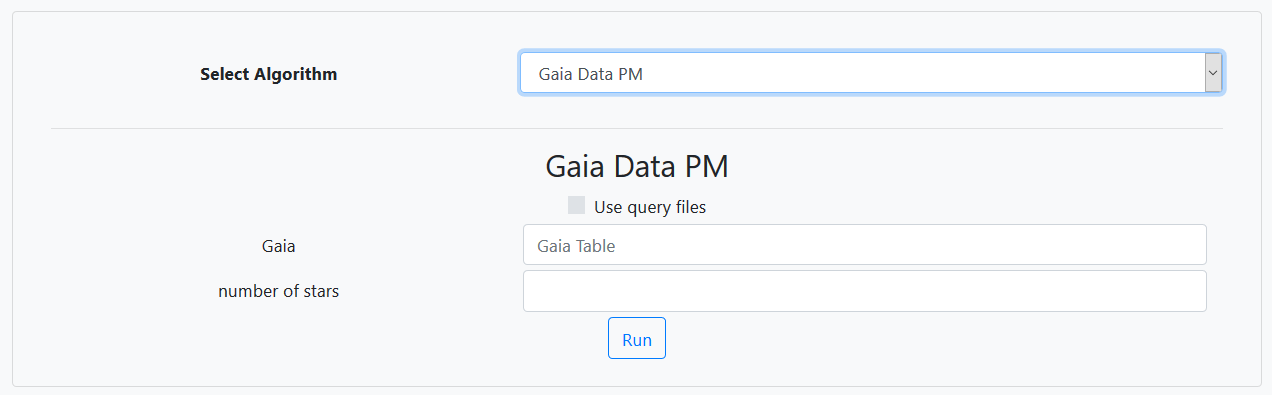 Select Algorithm
Gaia Data PM
Gaia Data PM
Use query files
Gaia
Gaia Table
number of stars
Run